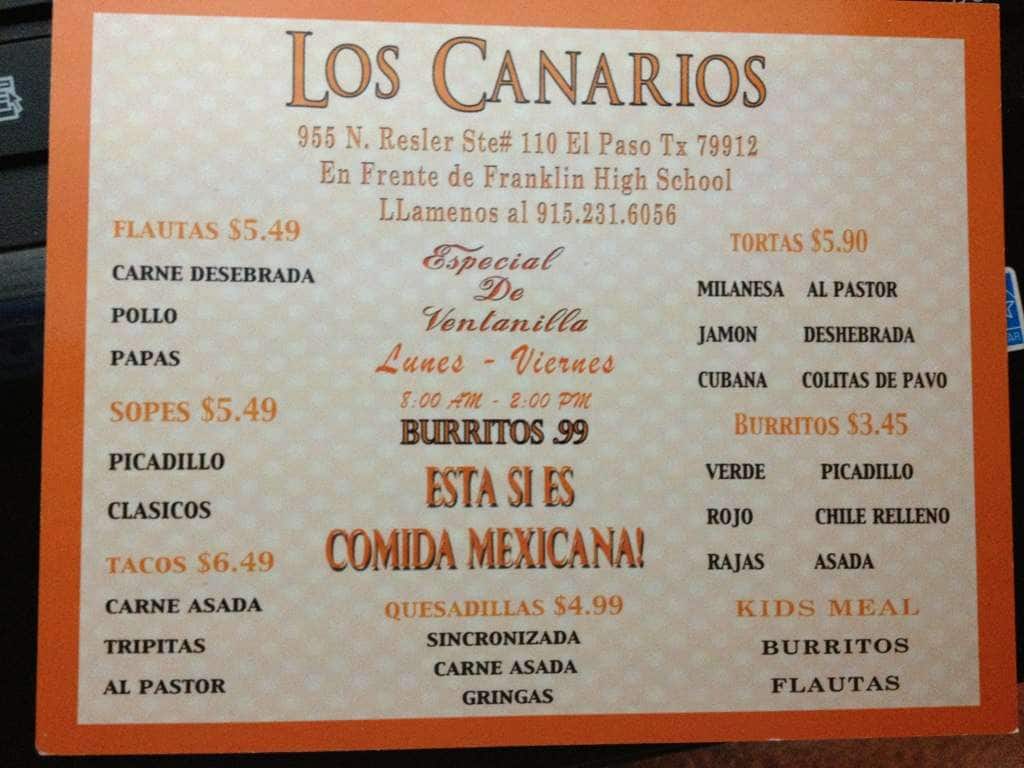 LOS CANARIOS
955 N. Resler Ste# 110 El Paso Tx 79912
En Frente de Franklin High School
LLamenos al 915.231.6056
FLAUTAS $5.49
CARNE DESEBRADA
POLLO
PAPAS
SOPES $5.49
PICADILLO
CLASICOS
TACOS $6.49
CARNE ASADA
TRIPITAS
AL PASTOR
Especial
De
Ventanilla
Lunes - Viernes
8:00 AM - 2:00 PM
BURRITOS .99
ESTA SI ES
COMIDA MEXICANA!
QUESADILLAS $4.99
SINCRONIZADA
CARNE ASADA
GRINGAS
TORTAS $5.90
MILANESA AL PASTOR
JAMON DESHEBRADA
CUBANA COLITAS DE PAVO
BURRITOS $3.45
VERDE PICADILLO
ROJO CHILE RELLENO
RAJAS ASADA
KIDS MEAL
BURRITOS
FLAUTAS